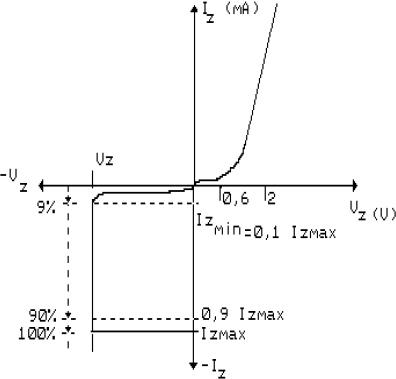 Iz (mA)
-Vz
Vz
0,6
2
Vz (V)
9%
Izmin=0,1 Izmax
90%
0,9 Izmax
100%
Izmax
-Iz